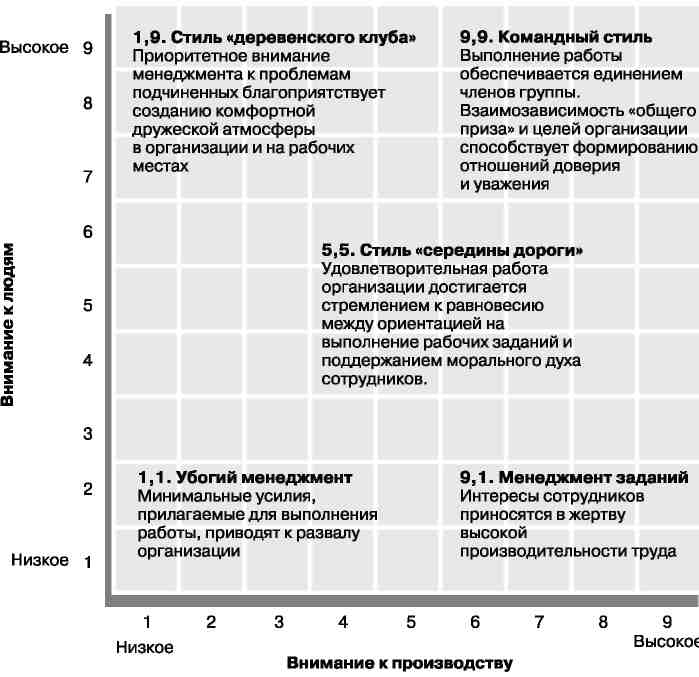 Высокое 9
1,9. Стиль «деревенского клуба»
Приоритетное внимание
менеджмента к проблемам
подчиненных благоприятствует
созданию комфортной
дружеской атмосферы
в организации и на рабочих
местах
9,9. Командный стиль
Выполнение работы
обеспечивается единением
членов группы.
Взаимозависимость «общего
приза» и целей организации
способствует формированию
отношений доверия
и уважения
8
7
6
5,5. Стиль «середины дороги»
Удовлетворительная работа
организации достигается
стремлением к равновесию
между ориентацией на
выполнение рабочих заданий и
поддержанием морального духа
сотрудников.
5
4
3
2
1,1. Убогий менеджмент
Минимальные усилия,
прилагаемые для выполнения
работы, приводят к развалу
организации
9,1. Менеджмент заданий
Интересы сотрудников
приносятся в жертву
высокой
производительности труда
Низкое 1
Внимание к людям
1 2 3 4 5 6 7 8 9
Низкое
Высокое
Внимание к производству